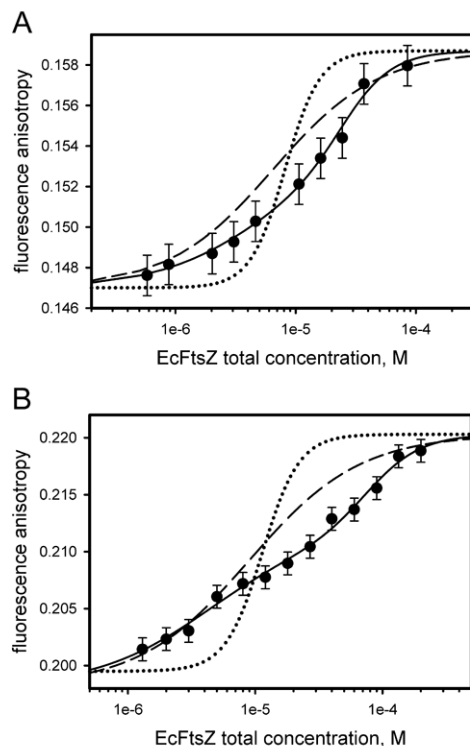 A
0.158
0.156
0.154
0.152
0.150
0.148
0.146
fluorescence anisotropy
1e-6
1e-5
1e-4
EcFtsZ total concentration, M
B
0.220
0.215
0.210
0.205
0.200
fluorescence anisotropy
1e-6
1e-5
1e-4
EcFtsZ total concentration, M